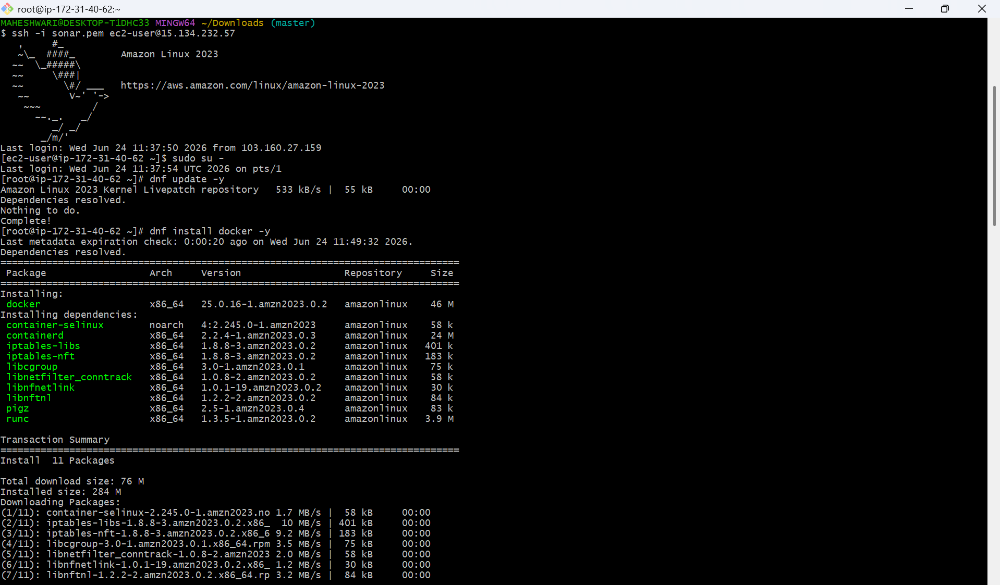 root@ip-172-31-40-62:~
MAHESHWARI@DESKTOP-T1DHC33 MINGW64 ~/Downloads (master)
$ ssh -i sonar.pem ec2-user@15.134.232.57
   ,     #_
   ~\_  ####_        Amazon Linux 2023
  ~~  \_#####\
  ~~     \###|
  ~~       \#/ ___   https://aws.amazon.com/linux/amazon-linux-2023
   ~~       V~' '->
    ~~~         /
      ~~._.   _/
         _/ _/
       _/m/'
Last login: Wed Jun 24 11:37:50 2026 from 103.160.27.159
[ec2-user@ip-172-31-40-62 ~]$ sudo su -
Last login: Wed Jun 24 11:37:54 UTC 2026 on pts/1
[root@ip-172-31-40-62 ~]# dnf update -y
Amazon Linux 2023 Kernel Livepatch repository   533 kB/s |  55 kB     00:00
Dependencies resolved.
Nothing to do.
Complete!
[root@ip-172-31-40-62 ~]# dnf install docker -y
Last metadata expiration check: 0:00:20 ago on Wed Jun 24 11:49:32 2026.
Dependencies resolved.
================================================================================
 Package                  Arch     Version                  Repository     Size
================================================================================
Installing:
 docker                   x86_64   25.0.16-1.amzn2023.0.2   amazonlinux    46 M
Installing dependencies:
 container-selinux        noarch   4:2.245.0-1.amzn2023     amazonlinux    58 k
 containerd               x86_64   2.2.4-1.amzn2023.0.3     amazonlinux    24 M
 iptables-libs            x86_64   1.8.8-3.amzn2023.0.2     amazonlinux   401 k
 iptables-nft             x86_64   1.8.8-3.amzn2023.0.2     amazonlinux   183 k
 libcgroup                x86_64   3.0-1.amzn2023.0.1       amazonlinux    75 k
 libnetfilter_conntrack   x86_64   1.0.8-2.amzn2023.0.2     amazonlinux    58 k
 libnfnetlink             x86_64   1.0.1-19.amzn2023.0.2    amazonlinux    30 k
 libnftnl                 x86_64   1.2.2-2.amzn2023.0.2     amazonlinux    84 k
 pigz                     x86_64   2.5-1.amzn2023.0.4       amazonlinux    83 k
 runc                     x86_64   1.3.5-1.amzn2023.0.2     amazonlinux   3.9 M
Transaction Summary
================================================================================
Install  11 Packages
Total download size: 76 M
Installed size: 284 M
Downloading Packages:
(1/11): container-selinux-2.245.0-1.amzn2023.no 1.7 MB/s |  58 kB     00:00
(2/11): iptables-libs-1.8.8-3.amzn2023.0.2.x86_  10 MB/s | 401 kB     00:00
(3/11): iptables-nft-1.8.8-3.amzn2023.0.2.x86_6 9.2 MB/s | 183 kB     00:00
(4/11): libcgroup-3.0-1.amzn2023.0.1.x86_64.rpm 3.5 MB/s |  75 kB     00:00
(5/11): libnetfilter_conntrack-1.0.8-2.amzn2023 2.0 MB/s |  58 kB     00:00
(6/11): libnfnetlink-1.0.1-19.amzn2023.0.2.x86_ 1.2 MB/s |  30 kB     00:00
(7/11): libnftnl-1.2.2-2.amzn2023.0.2.x86_64.rp 3.2 MB/s |  84 kB     00:00